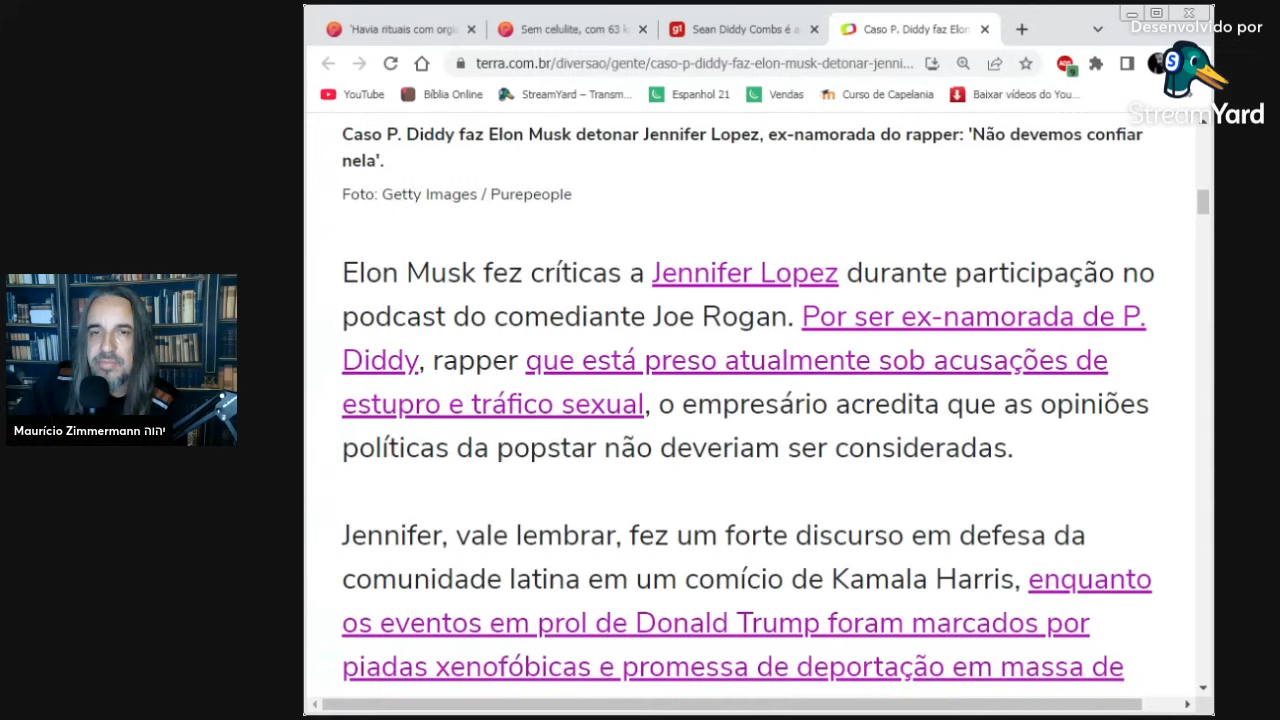 'Havia rituais com orgi
Sem celulite, com 63 k
Sean Diddy Combs é a
Caso P. Diddy faz Elon
Desenvolvido por
terra.com.br/diversao/gente/caso-p-diddy-faz-elon-musk-detonar-jenni...
YouTube
Bíblia Online
StreamYard – Transm...
Espanhol 21
Vendas
Curso de Capelania
Baixar vídeos do You...
StreamYard
Caso P. Diddy faz Elon Musk detonar Jennifer Lopez, ex-namorada do rapper: 'Não devemos confiar
nela'.
Foto: Getty Images / Purepeople
Elon Musk fez críticas a Jennifer Lopez durante participação no
podcast do comediante Joe Rogan. Por ser ex-namorada de P.
Diddy, rapper que está preso atualmente sob acusações de
estupro e tráfico sexual, o empresário acredita que as opiniões
políticas da popstar não deveriam ser consideradas.
Jennifer, vale lembrar, fez um forte discurso em defesa da
comunidade latina em um comício de Kamala Harris, enquanto
os eventos em prol de Donald Trump foram marcados por
piadas xenofóbicas e promessa de deportação em massa de
Maurício Zimmermann יהוה